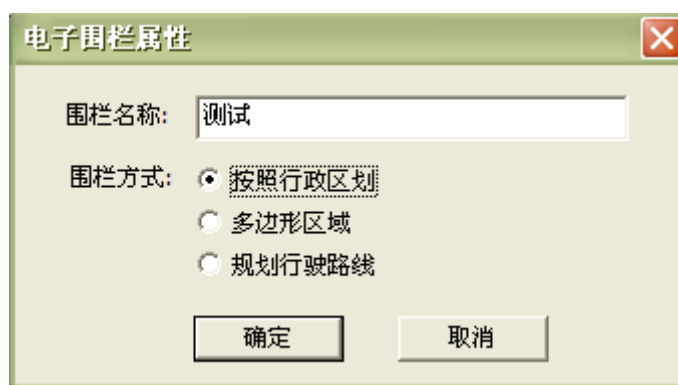 电子围栏属性
围栏名称: 测试
围栏方式: 按照行政区划
多边形区域
规划行驶路线
确定 取消